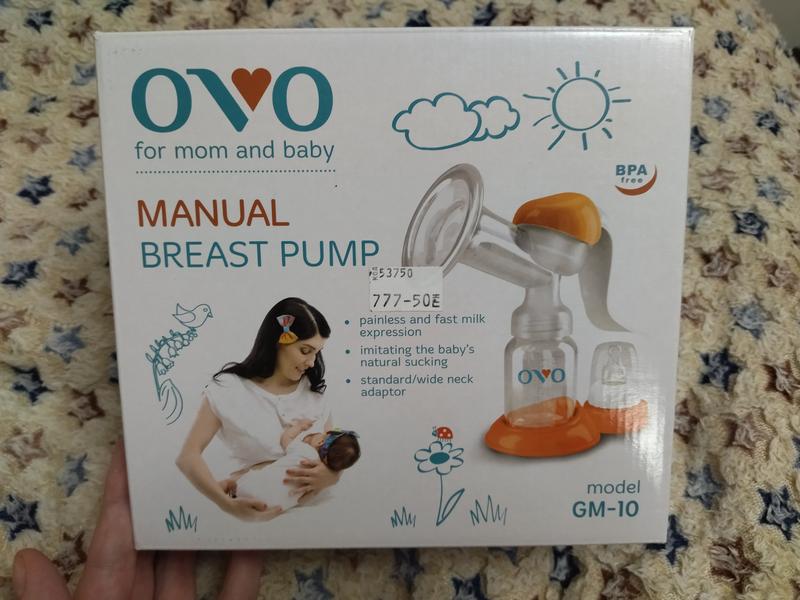 OVO
for mom and baby
BPA
free
MANUAL
BREAST PUMP
53750
777-50
• painless and fast milk
expression
• imitating the baby's
natural sucking
• standard/wide neck
adaptor
OVO
model
GM-10